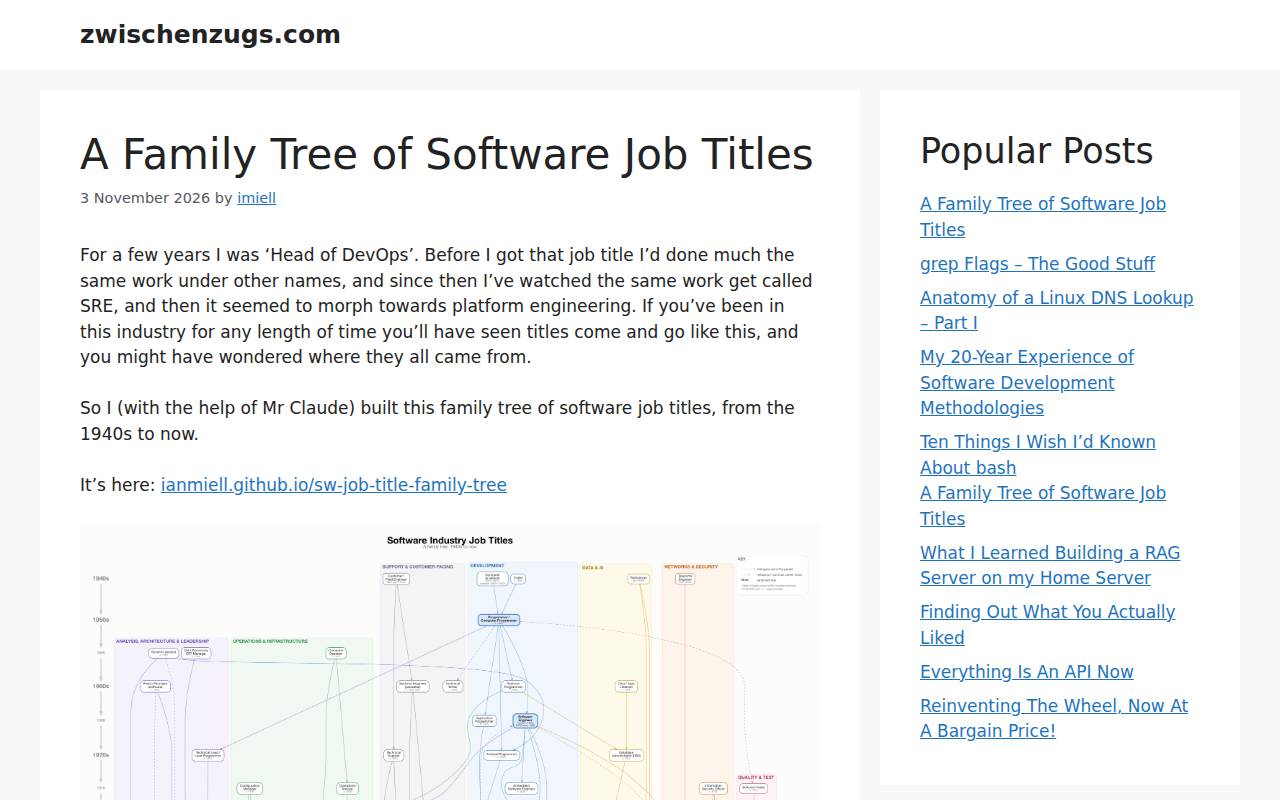 zwischenzugs.com
A Family Tree of Software Job Titles
3 November 2026 by imiell
For a few years I was ‘Head of DevOps’. Before I got that job title I’d done much the
same work under other names, and since then I’ve watched the same work get called
SRE, and then it seemed to morph towards platform engineering. If you’ve been in
this industry for any length of time you’ll have seen titles come and go like this, and
you might have wondered where they all came from.
So I (with the help of Mr Claude) built this family tree of software job titles, from the
1940s to now.
It’s here: ianmiell.github.io/sw-job-title-family-tree
Software Industry Job Titles
KEY
SUPPORT & CUSTOMER-FACING
DEVELOPMENT
DATA & AI
NETWORKS & SECURITY
1940s
1950s
Programmer /
Computer Programmer
ANALYSIS, ARCHITECTURE & LEADERSHIP
OPERATIONS & INFRASTRUCTURE
1960s
Software
Engineer
1970s
QUALITY & TEST
Popular Posts
A Family Tree of Software Job
Titles
grep Flags – The Good Stuff
Anatomy of a Linux DNS Lookup
– Part I
My 20-Year Experience of
Software Development
Methodologies
Ten Things I Wish I’d Known
About bash
A Family Tree of Software Job
Titles
What I Learned Building a RAG
Server on my Home Server
Finding Out What You Actually
Liked
Everything Is An API Now
Reinventing The Wheel, Now At
A Bargain Price!